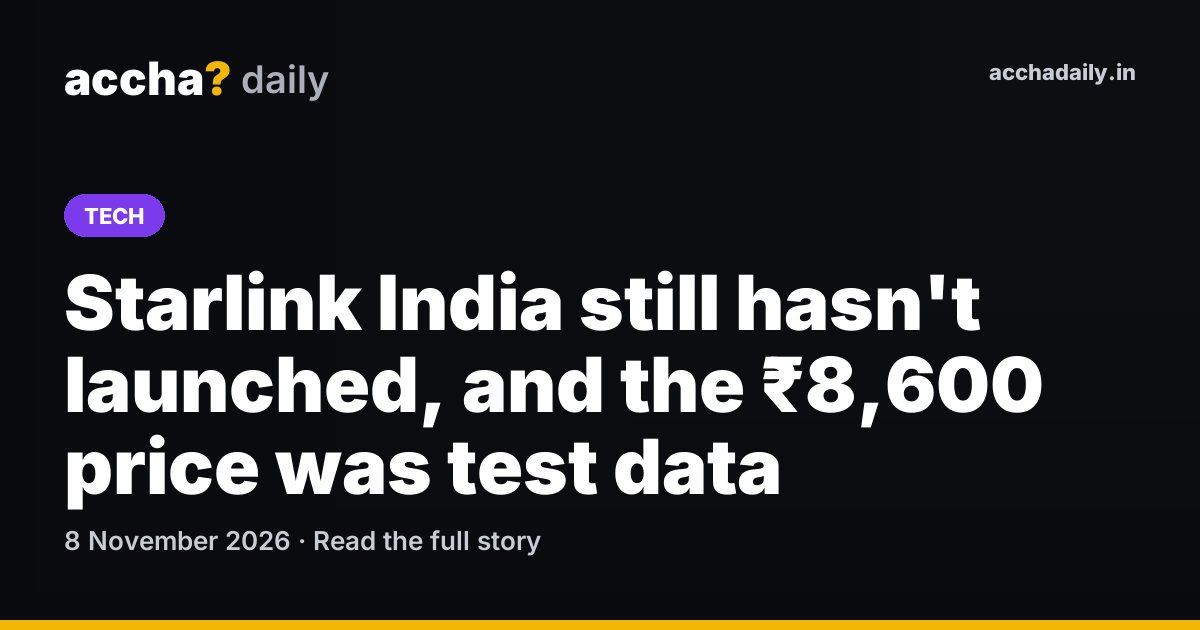 accha? daily
acchadaily.in
TECH
Starlink India still hasn't
launched, and the ₹8,600
price was test data
8 November 2026 · Read the full story